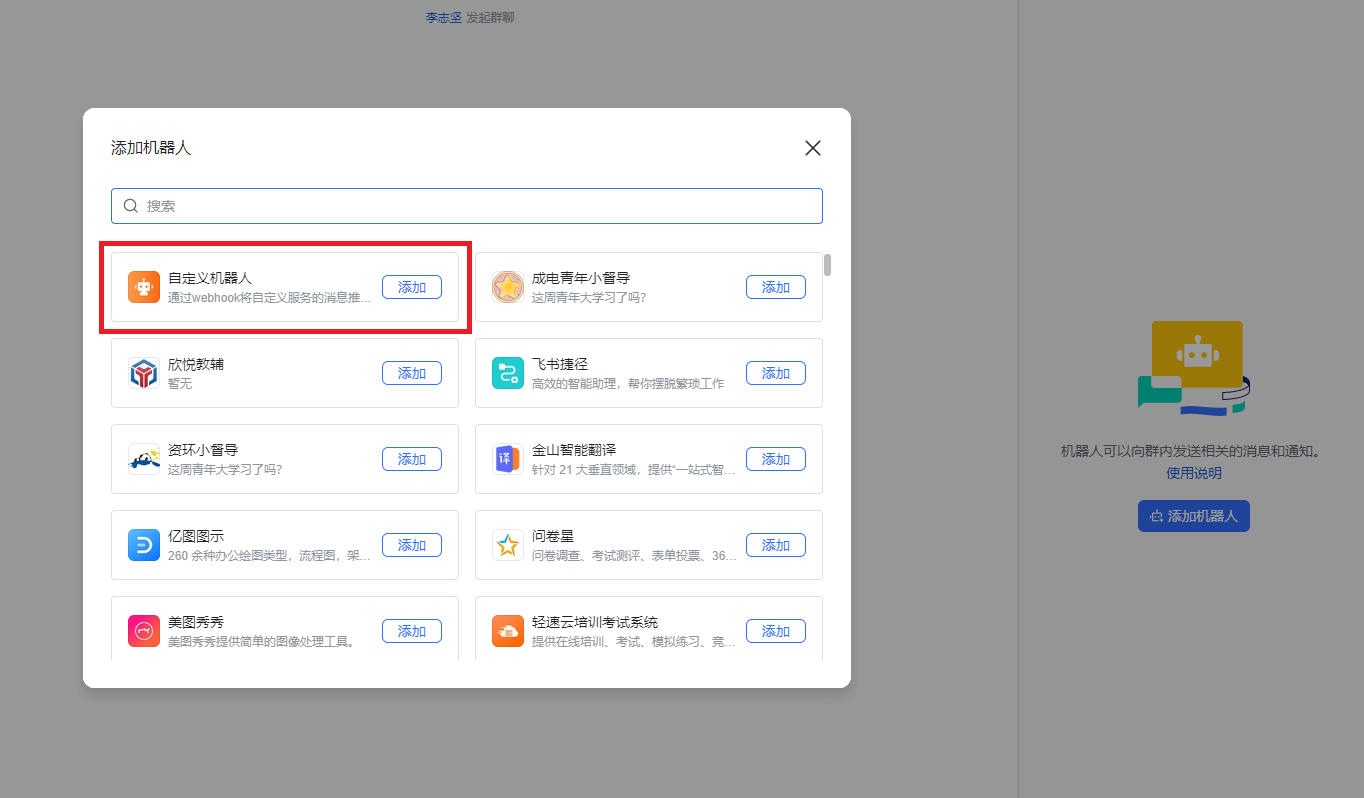 李志坚 发起群聊
添加机器人
搜索
自定义机器人
通过webhook将自定义服务的消息推...
添加
成电青年小督导
这周青年大学习了吗?
添加
欣悦教辅
暂无
添加
飞书捷径
高效的智能助理，帮你摆脱繁琐工作
添加
资环小督导
这周青年大学习了吗?
添加
译
金山智能翻译
针对 21 大垂直领域，提供“一站式智...
添加
亿图图示
260 余种办公绘图类型，流程图，架...
添加
问卷星
问卷调查、考试测评、表单投票、36...
添加
美图秀秀
美图秀秀提供简单的图像处理工具。
添加
轻速云培训考试系统
提供在线培训、考试、模拟练习、竞...
添加
机器人可以向群内发送相关的消息和通知。
使用说明
添加机器人